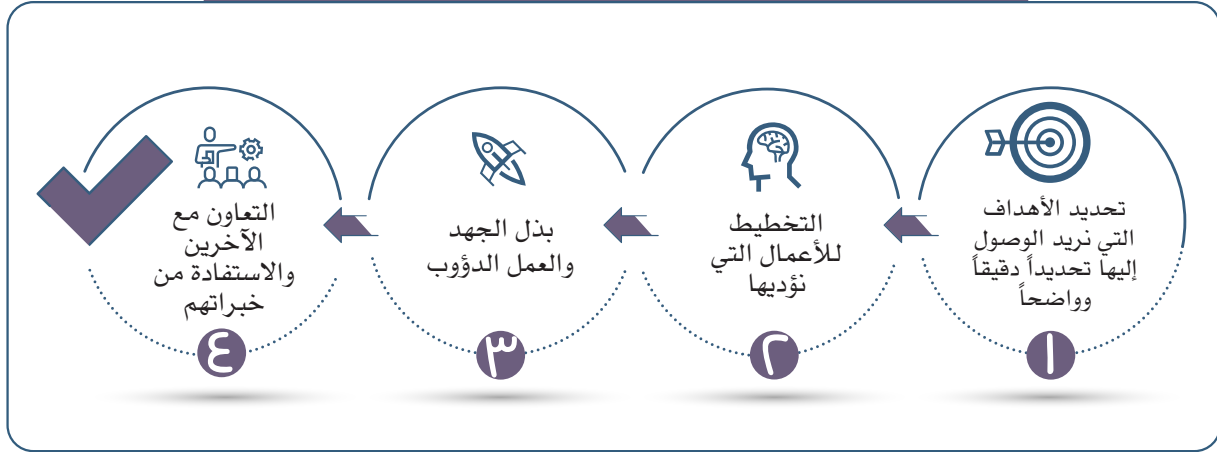 تحديد الأهداف
التي نريد الوصول
إليها تحديداً دقيقاً
وواضحاً
١
التخطيط
للأعمال التي
نؤديها
٢
بذل الجهد
والعمل الدؤوب
٣
التعاون مع
الآخرين
والاستفادة من
خبراتهم
٤